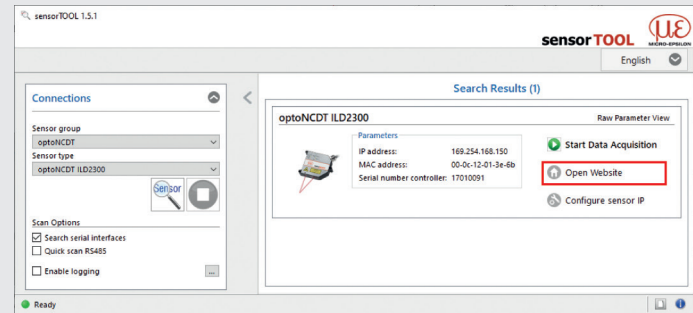 sensorTOOL 1.5.1
sensorTOOL
με
MICRO-EPSILON
English
Connections
Sensor group
optoNCDT
Sensor type
optoNCDT ILD2300
Sensor
Scan Options
Search serial interfaces
Quick scan RS485
Enable logging
...
Search Results (1)
optoNCDT ILD2300
Raw Parameter View
Parameters
IP address: 169.254.168.150
MAC address: 00-0c-12-01-3e-6b
Serial number controller: 17010091
Start Data Acquisition
Open Website
Configure sensor IP
Ready